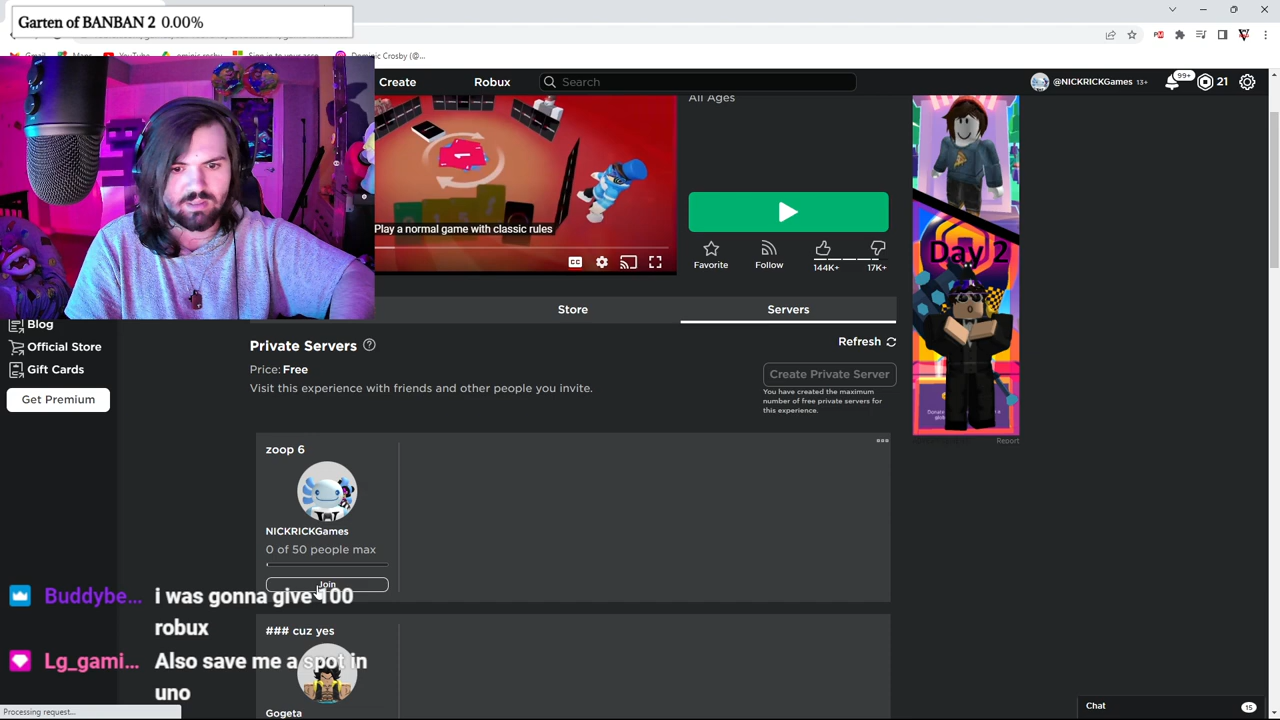 Garten of BANBAN 2 0.00%
Dominic Crosby (@...
Create
Robux
Search
@NICKRICKGames 13+
99+
21
All Ages
Play a normal game with classic rules
Favorite
Follow
144K+
17K+
Day 2
Report
Store
Servers
Blog
Official Store
Gift Cards
Get Premium
Private Servers
Refresh
Price: Free
Visit this experience with friends and other people you invite.
Create Private Server
You have created the maximum
number of free private servers for
this experience.
zoop 6
NICKRICKGames
0 of 50 people max
Join
### cuz yes
Gogeta
Buddybe... i was gonna give 100
robux
Lg_gami... Also save me a spot in
uno
Processing request...
Chat
15